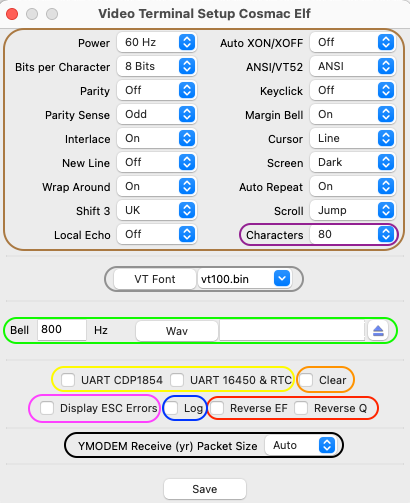 Video Terminal Setup Cosmac Elf
Power 60 Hz Auto XON/XOFF Off
Bits per Character 8 Bits ANSI/VT52 ANSI
Parity Off Keyclick Off
Parity Sense Odd Margin Bell On
Interlace On Cursor Line
New Line Off Screen Dark
Wrap Around On Auto Repeat On
Shift 3 UK Scroll Jump
Local Echo Off Characters 80
VT Font vt100.bin
Bell 800 Hz Wav
UART CDP1854 UART 16450 & RTC Clear
Display ESC Errors Log Reverse EF Reverse Q
YMODEM Receive (yr) Packet Size Auto
Save